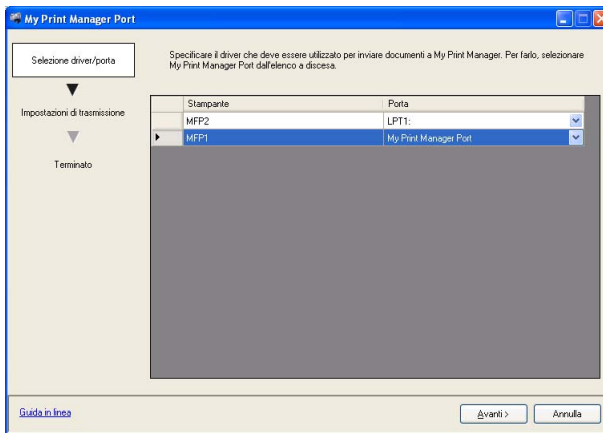 My Print Manager Port
Selezione driver/porta
Impostazioni di trasmissione
Terminato
Specificare il driver che deve essere utilizzato per inviare documenti a My Print Manager. Per farlo, selezionare
My Print Manager Port dall'elenco a discesa.
Stampante Porta
MFP2 LPT1:
MFP1 My Print Manager Port
Guida in linea
Avanti > Annulla